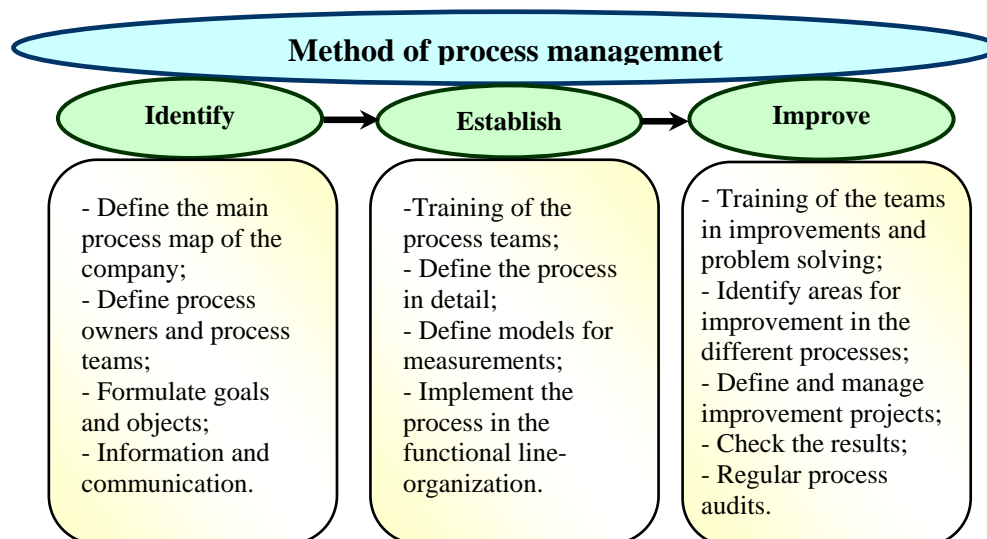 Method of process managemnet
Identify
Establish
Improve
- Define the main
process map of the
company;
- Define process
owners and process
teams;
- Formulate goals
and objects;
- Information and
communication.
-Training of the
process teams;
- Define the process
in detail;
- Define models for
measurements;
- Implement the
process in the
functional line-
organization.
- Training of the teams
in improvements and
problem solving;
- Identify areas for
improvement in the
different processes;
- Define and manage
improvement projects;
- Check the results;
- Regular process
audits.